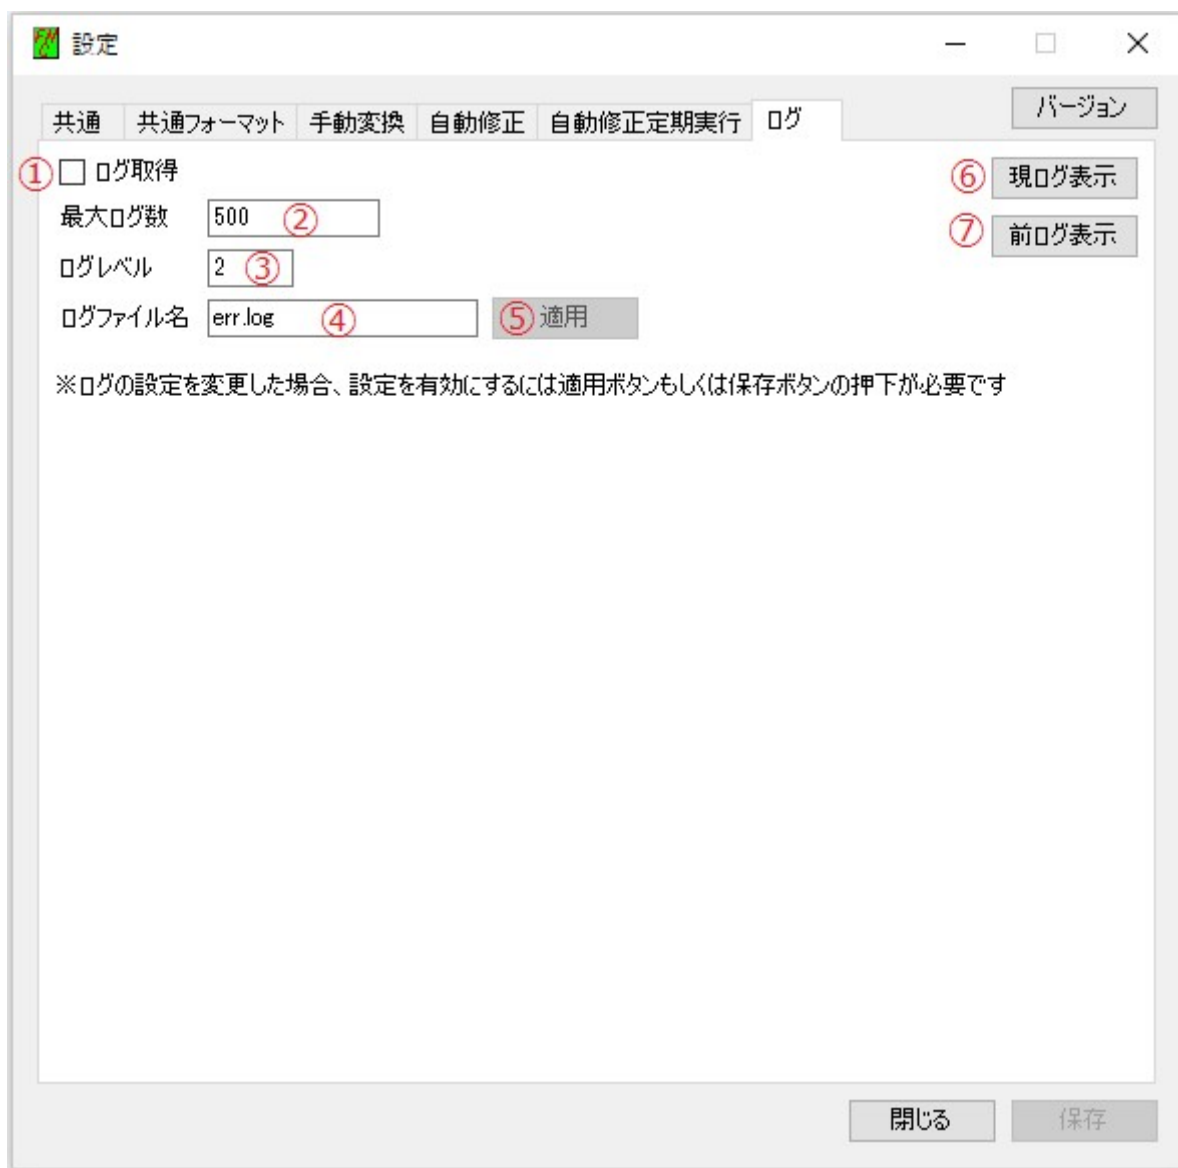 設定
バージョン
共通 共通フォーマット 手動変換 自動修正 自動修正定期実行 ログ
① ログ取得 ⑥ 現ログ表示
最大ログ数 500 ②
⑦ 前ログ表示
ログレベル 2 ③
ログファイル名 err.log ④ ⑤ 適用
※ログの設定を変更した場合、設定を有効にするには適用ボタンもしくは保存ボタンの押下が必要です
閉じる 保存